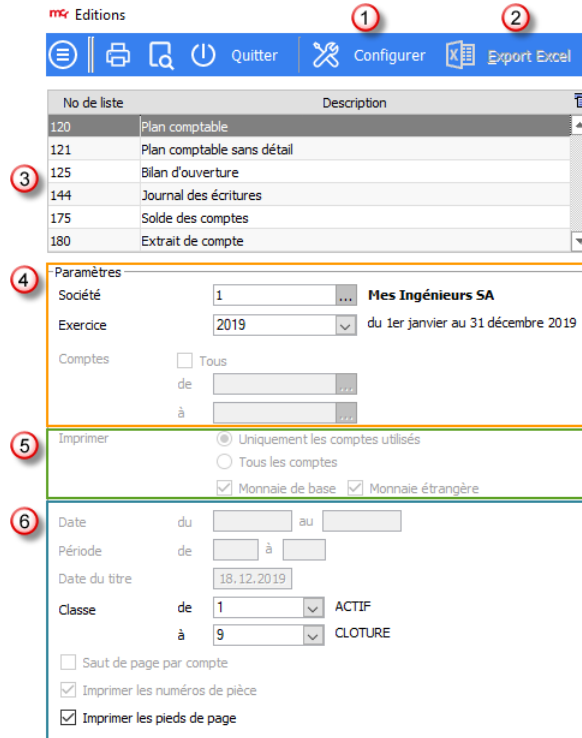 mcr Editions
1 2
Quitter Configurer Export Excel
No de liste Description
120 Plan comptable
121 Plan comptable sans détail
3 125 Bilan d'ouverture
144 Journal des écritures
175 Solde des comptes
180 Extrait de compte
4 Paramètres
Société 1 ... Mes Ingénieurs SA
Exercice 2019 du 1er janvier au 31 décembre 2019
Comptes Tous
de ...
à ...
5 Imprimer Uniquement les comptes utilisés
Tous les comptes
Monnaie de base Monnaie étrangère
6 Date du au
Période de à
Date du titre 18.12.2019
Classe de 1 ACTIF
à 9 CLOTURE
Saut de page par compte
Imprimer les numéros de pièce
Imprimer les pieds de page